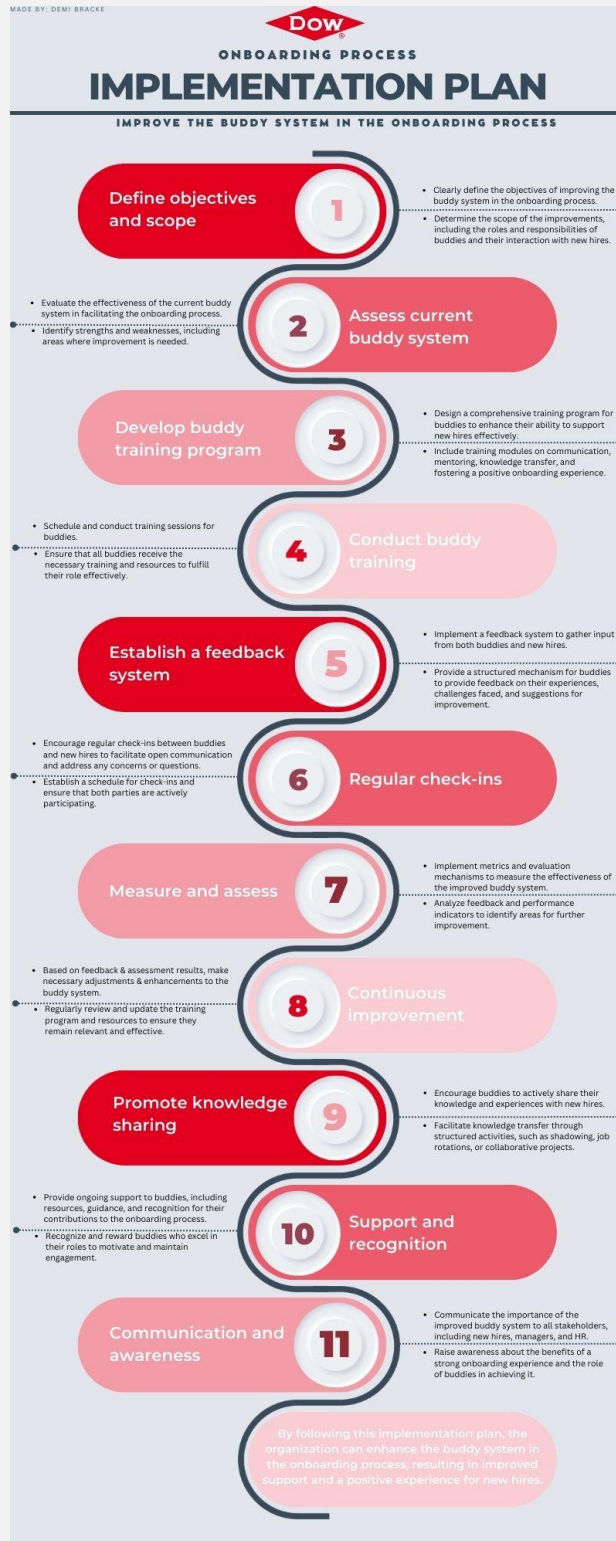 MADE BY: DEMI BRACKE
Dow
®
ONBOARDING PROCESS
IMPLEMENTATION PLAN
IMPROVE THE BUDDY SYSTEM IN THE ONBOARDING PROCESS
Define objectives
and scope
1
• Clearly define the objectives of improving the
buddy system in the onboarding process.
• Determine the scope of the improvements,
including the roles and responsibilities of
buddies and their interaction with new hires.
• Evaluate the effectiveness of the current buddy
system in facilitating the onboarding process.
• Identify strengths and weaknesses, including
areas where improvement is needed.
2
Assess current
buddy system
Develop buddy
training program
3
• Design a comprehensive training program for
buddies to enhance their ability to support
new hires effectively.
• Include training modules on communication,
mentoring, knowledge transfer, and
fostering a positive onboarding experience.
• Schedule and conduct training sessions for
buddies.
• Ensure that all buddies receive the
necessary training and resources to fulfill
their role effectively.
4
Conduct buddy
training
Establish a feedback
system
5
• Implement a feedback system to gather input
from both buddies and new hires.
• Provide a structured mechanism for buddies
to provide feedback on their experiences,
challenges faced, and suggestions for
improvement.
• Encourage regular check-ins between buddies
and new hires to facilitate open communication
and address any concerns or questions.
• Establish a schedule for check-ins and
ensure that both parties are actively
participating.
6
Regular check-ins
Measure and assess
7
• Implement metrics and evaluation
mechanisms to measure the effectiveness of
the improved buddy system.
• Analyze feedback and performance
indicators to identify areas for further
improvement.
• Based on feedback & assessment results, make
necessary adjustments & enhancements to the
buddy system.
• Regularly review and update the training
program and resources to ensure they
remain relevant and effective.
8
Continuous
improvement
Promote knowledge
sharing
9
• Encourage buddies to actively share their
knowledge and experiences with new hires.
• Facilitate knowledge transfer through
structured activities, such as shadowing, job
rotations, or collaborative projects.
• Provide ongoing support to buddies, including
resources, guidance, and recognition for their
contributions to the onboarding process.
• Recognize and reward buddies who excel in
their roles to motivate and maintain
engagement.
10
Support and
recognition
Communication and
awareness
11
• Communicate the importance of the
improved buddy system to all stakeholders,
including new hires, managers, and HR.
• Raise awareness about the benefits of a
strong onboarding experience and the role
of buddies in achieving it.
By following this implementation plan, the
organization can enhance the buddy system in
the onboarding process, resulting in improved
support and a positive experience for new hires.